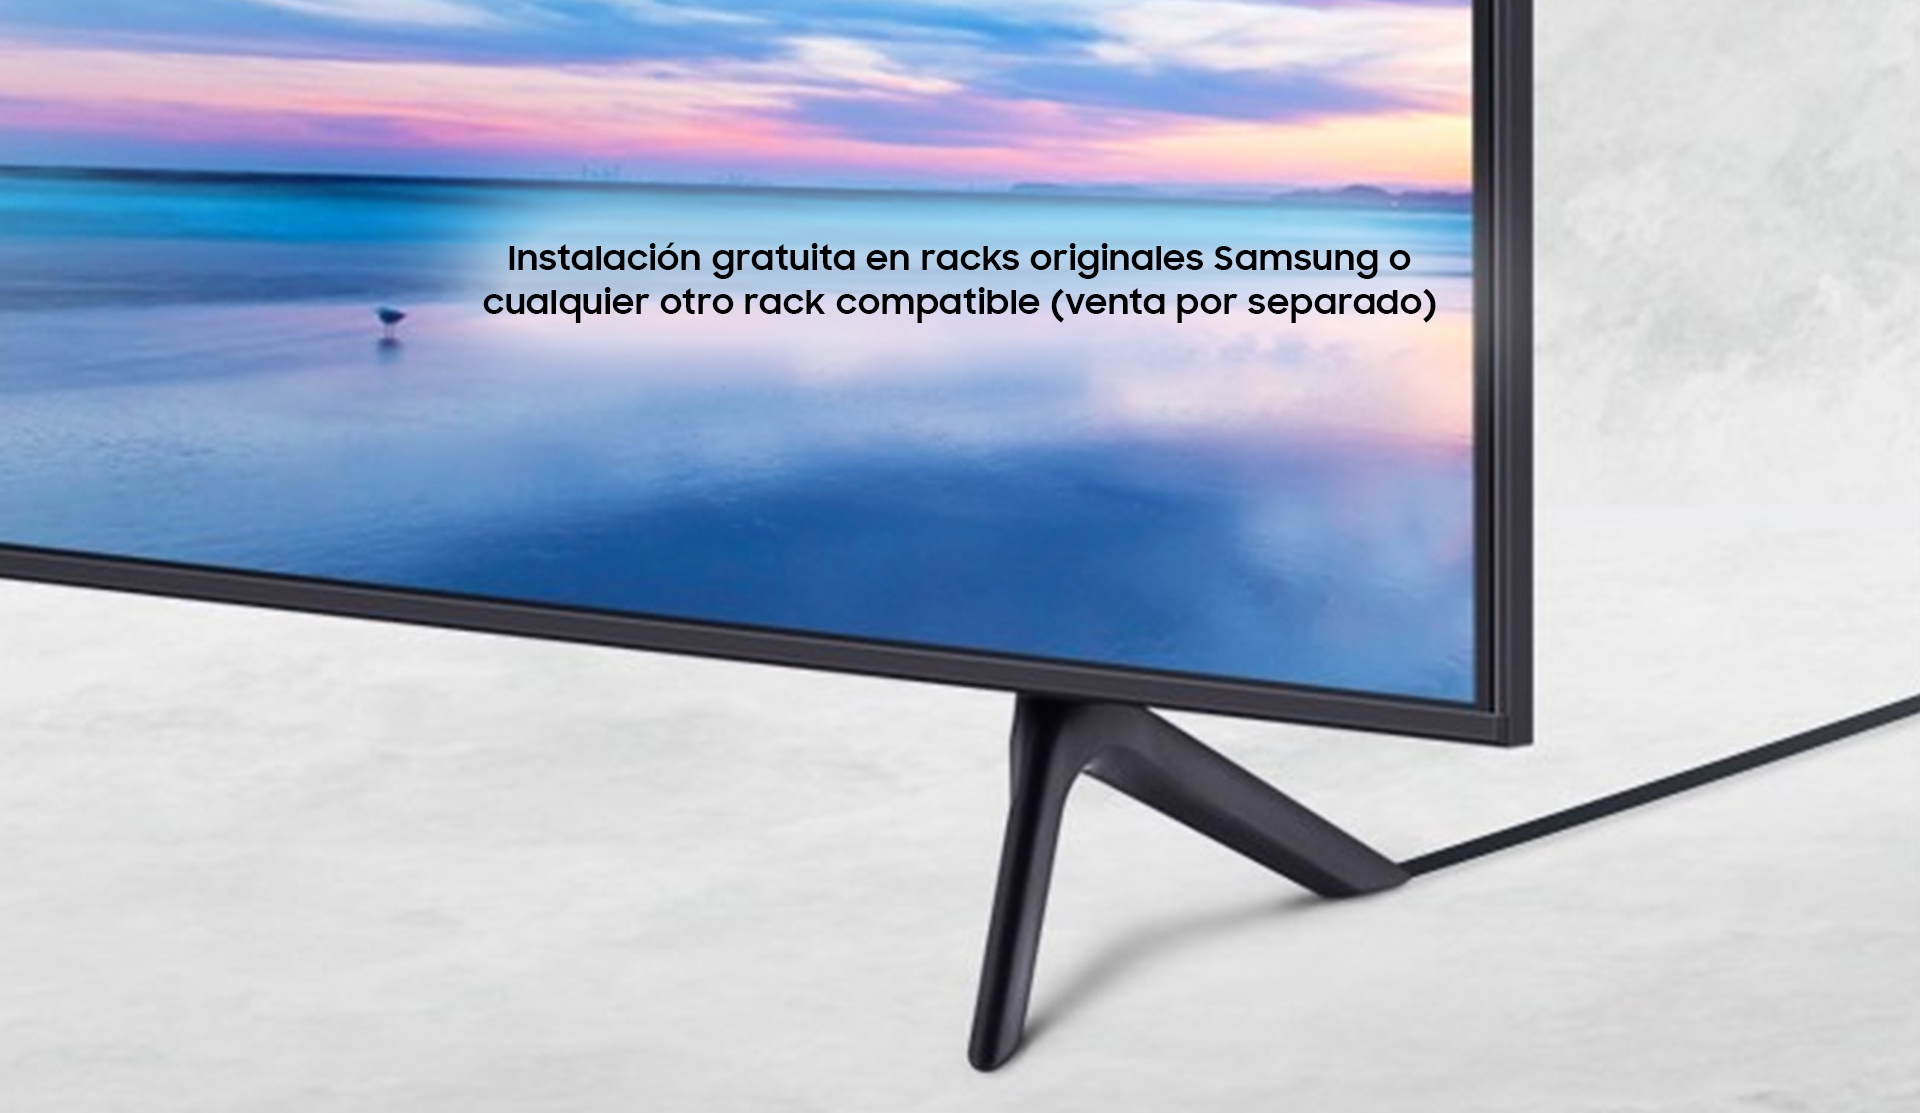 Instalación gratuita en racks originales Samsung o
cualquier otro rack compatible (venta por separado)